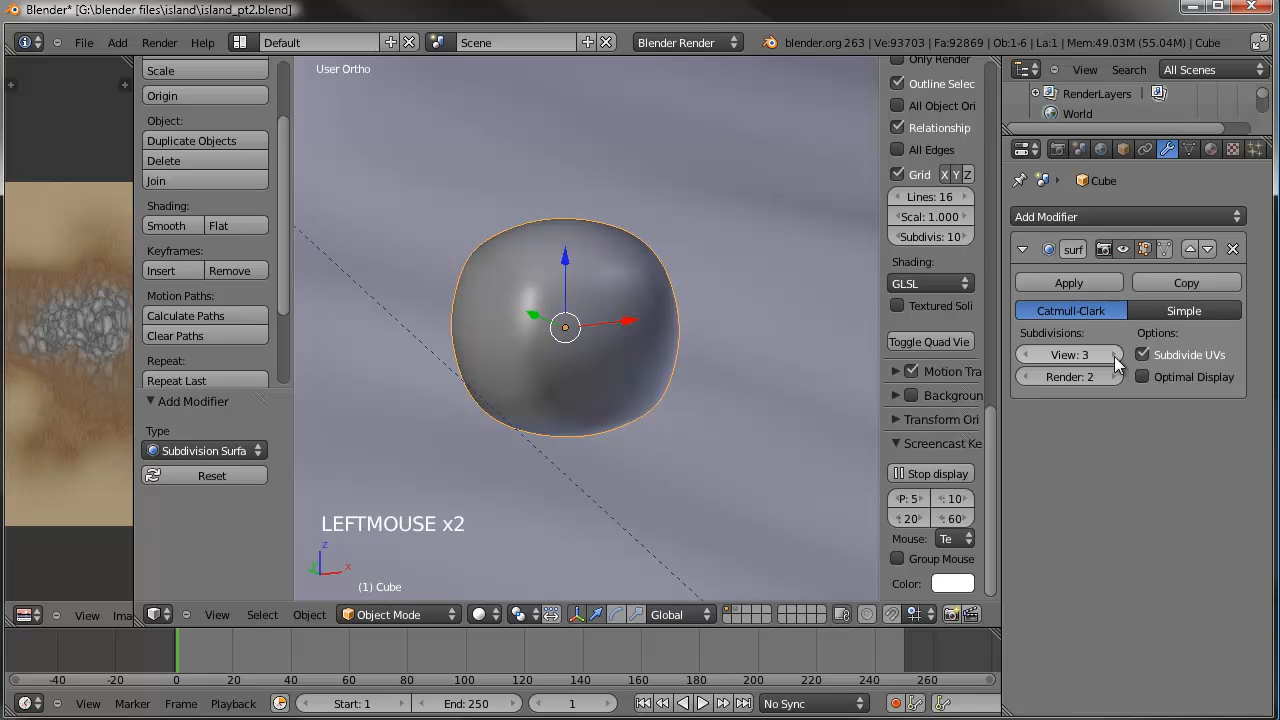 Blender* [G:\blender files\island\island_pt2.blend]
File Add Render Help Default Scene Blender Render blender.org 263 | Ve:93703 | Fa:92869 | Ob:1-6 | La:1 | Mem:49.03M (55.04M) | Cube
Scale
Origin
Object:
Duplicate Objects
Delete
Join
Shading:
Smooth Flat
Keyframes:
Insert Remove
Motion Paths:
Calculate Paths
Clear Paths
Repeat:
Repeat Last
Add Modifier
Type
Subdivision Surfa
Reset
User Ortho
LEFTMOUSE x2
z
x
(1) Cube
Only Render
Outline Selec
All Object Ori
Relationship
All Edges
Grid X Y Z
Lines: 16
Scal: 1.000
Subdivis: 10
Shading:
GLSL
Textured Soli
Toggle Quad Vie
Motion Tra
Backgroun
Transform Ori
Screencast Ke
Stop display
P: 5 : 10
: 20 : 60
Mouse: Te
Group Mouse
Color:
View Search All Scenes
RenderLayers
World
Cube
Add Modifier
surf
Apply Copy
Catmull-Clark Simple
Subdivisions: Options:
View: 3 Subdivide UVs
Render: 2 Optimal Display
View Ima
View Select Object Object Mode Global
-40 -20 0 20 40 60 80 100 120 140 160 180 200 220 240 260
View Marker Frame Playback Start: 1 End: 250 1 No Sync